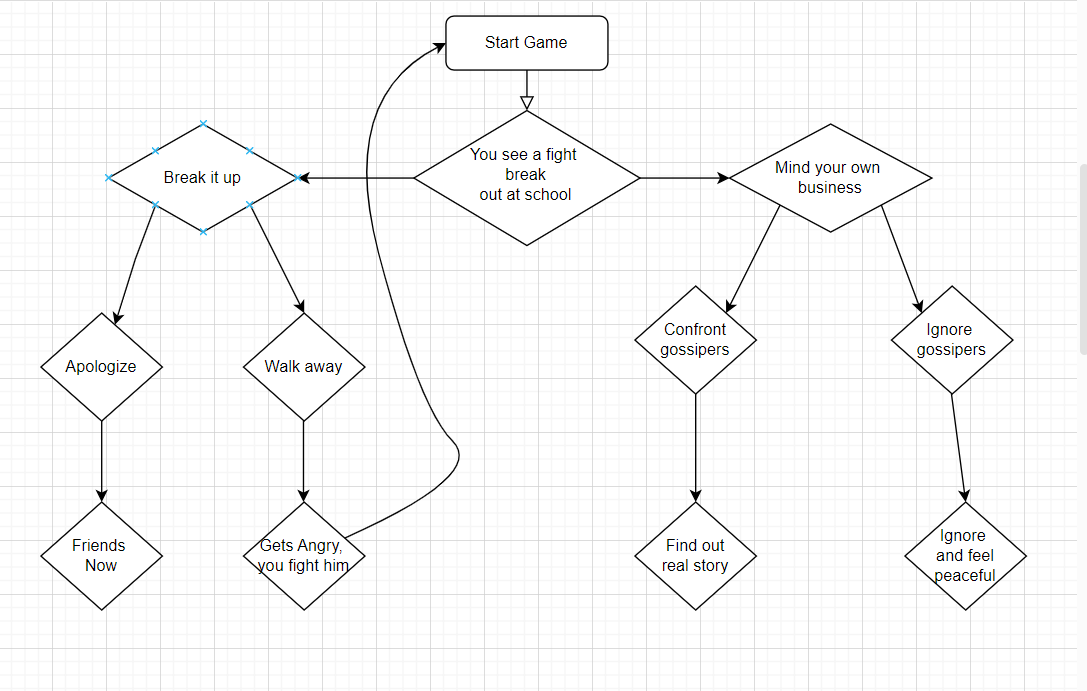 Start Game
You see a fight
break
out at school
Break it up
Mind your own
business
Apologize
Walk away
Confront
gossipers
Ignore
gossipers
Friends
Now
Gets Angry,
you fight him
Find out
real story
Ignore
and feel
peaceful